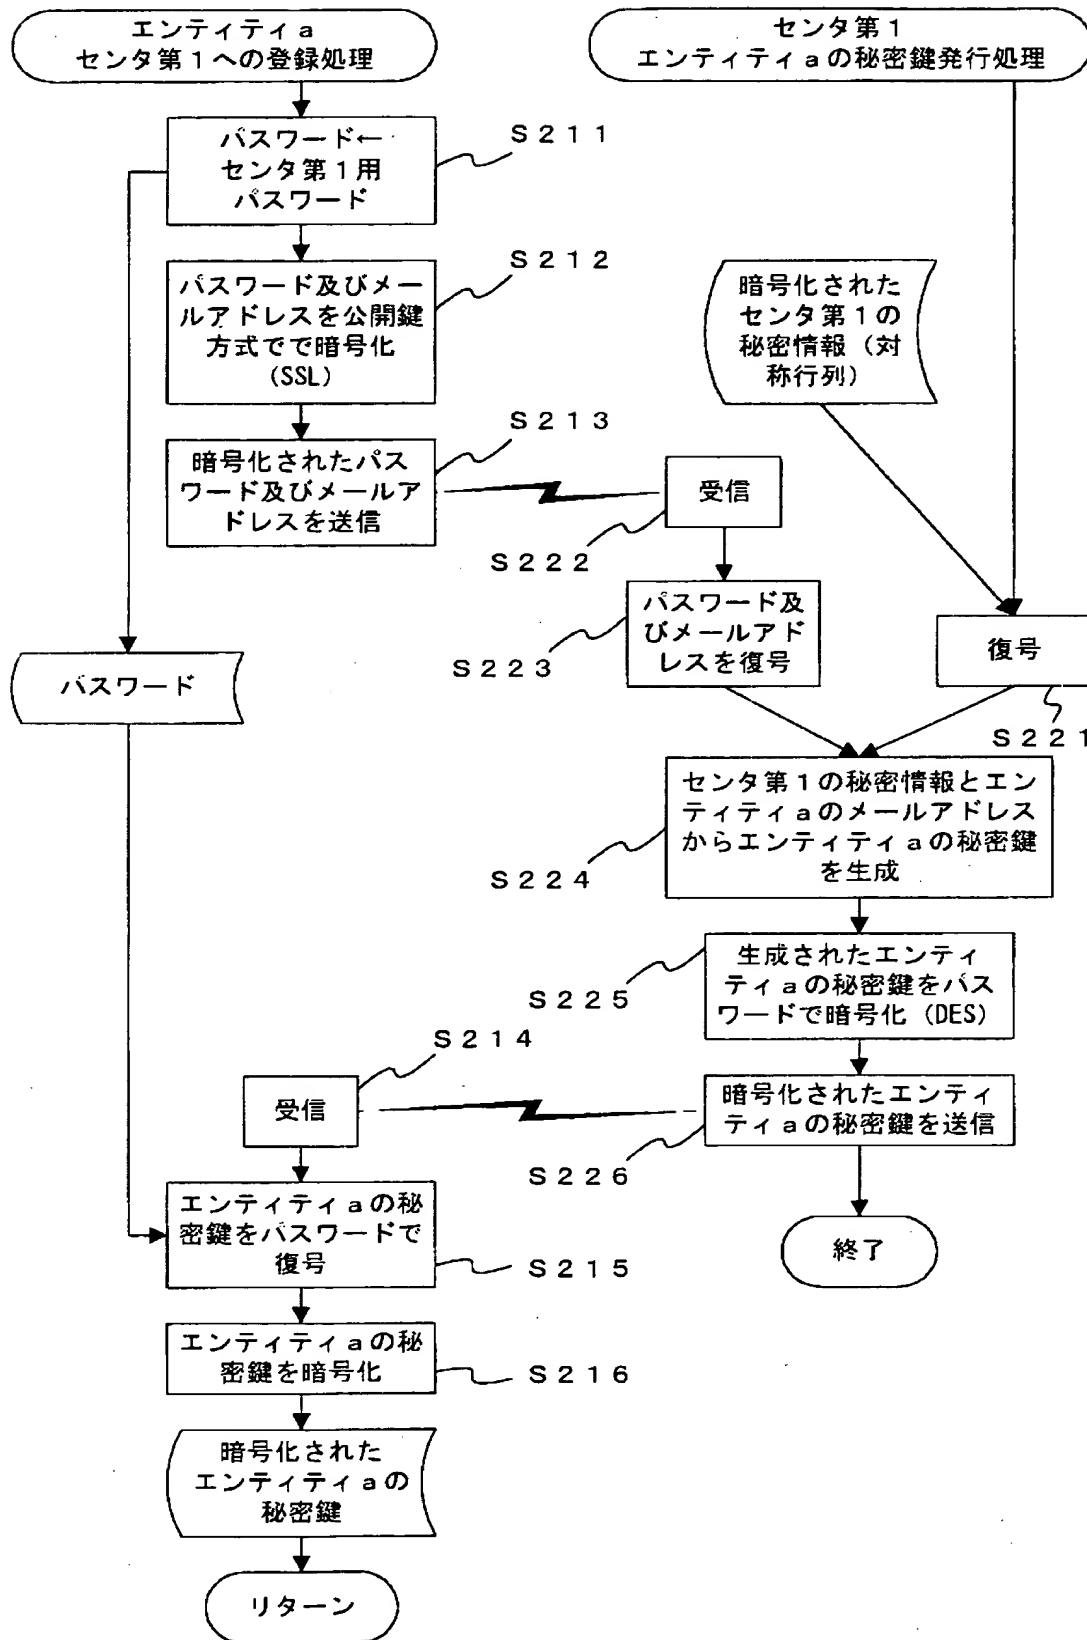 エンティティａ
センタ第１への登録処理
センタ第１
エンティティａの秘密鍵発行処理
パスワード←
センタ第１用
パスワード
Ｓ２１１
パスワード及びメー
ルアドレスを公開鍵
方式でで暗号化
(SSL)
Ｓ２１２
暗号化された
センタ第１の
秘密情報（対
称行列）
暗号化されたパス
ワード及びメールア
ドレスを送信
Ｓ２１３
受信
Ｓ２２２
パスワード及
びメールアド
レスを復号
Ｓ２２３
復号
Ｓ２２１
パスワード
センタ第１の秘密情報とエン
ティティａのメールアドレス
からエンティティａの秘密鍵
を生成
Ｓ２２４
生成されたエンティ
ティａの秘密鍵をパス
ワードで暗号化（DES）
Ｓ２２５
Ｓ２１４
受信
暗号化されたエンティ
ティａの秘密鍵を送信
Ｓ２２６
終了
エンティティａの秘
密鍵をパスワードで
復号
Ｓ２１５
エンティティａの秘
密鍵を暗号化
Ｓ２１６
暗号化された
エンティティａの
秘密鍵
リターン